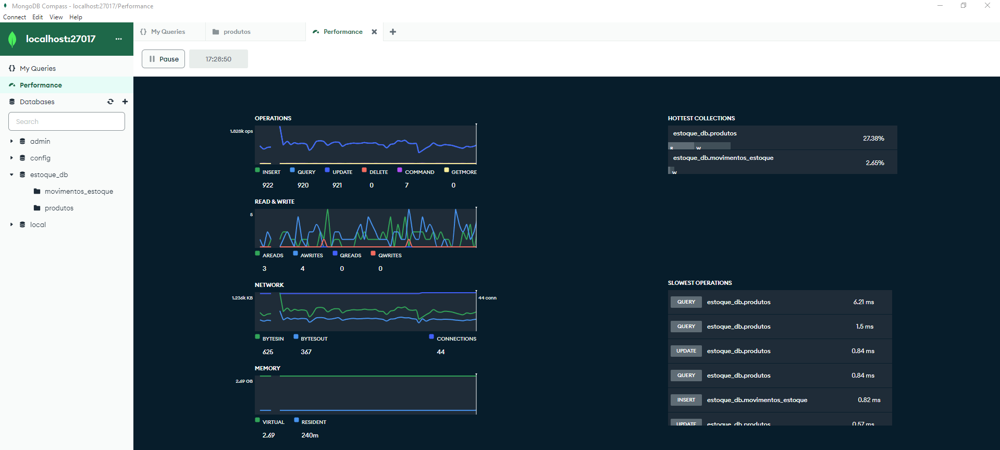 MongoDB Compass - localhost:27017/Performance
Connect Edit View Help
localhost:27017 ...
My Queries
Performance
Databases
Search
admin
config
estoque_db
movimentos_estoque
produtos
local
{} My Queries
produtos
Performance
Pause
17:28:50
OPERATIONS
1.828k ops
INSERT QUERY UPDATE DELETE COMMAND GETMORE
922 920 921 0 7 0
READ & WRITE
5
AREADS AWRITES QREADS QWRITES
3 4 0 0
NETWORK
1.236k KB
44 conn
BYTESIN BYTESOUT CONNECTIONS
625 367 44
MEMORY
2.69 GB
VIRTUAL RESIDENT
2.69 240m
HOTTEST COLLECTIONS
estoque_db.produtos 27.38%
R W
estoque_db.movimentos_estoque 2.65%
W
SLOWEST OPERATIONS
QUERY estoque_db.produtos 6.21 ms
QUERY estoque_db.produtos 1.5 ms
UPDATE estoque_db.produtos 0.84 ms
QUERY estoque_db.produtos 0.84 ms
INSERT estoque_db.movimentos_estoque 0.82 ms
UPDATE estoque_db.produtos 0.57 ms